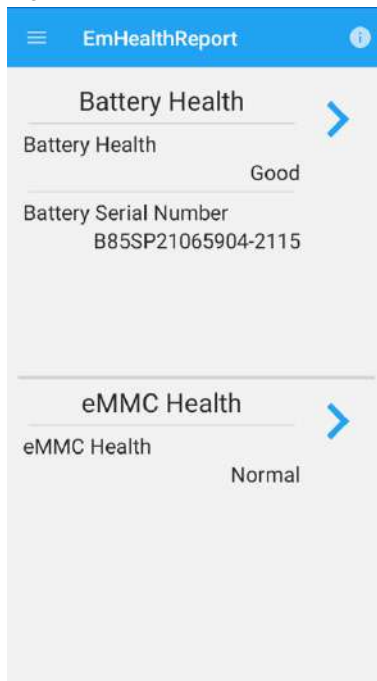 EmHealthReport
Battery Health
Battery Health
Good
Battery Serial Number
B85SP21065904-2115
eMMC Health
eMMC Health
Normal